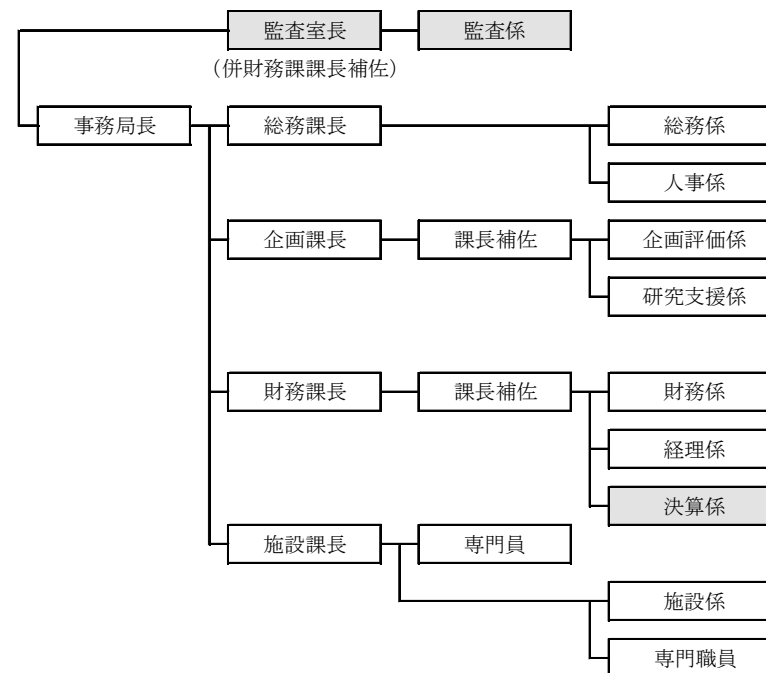 監査室長 監査係
（併財務課課長補佐）
事務局長 総務課長 総務係
人事係
企画課長 課長補佐 企画評価係
研究支援係
財務課長 課長補佐 財務係
経理係
決算係
施設課長 専門員
施設係
専門職員